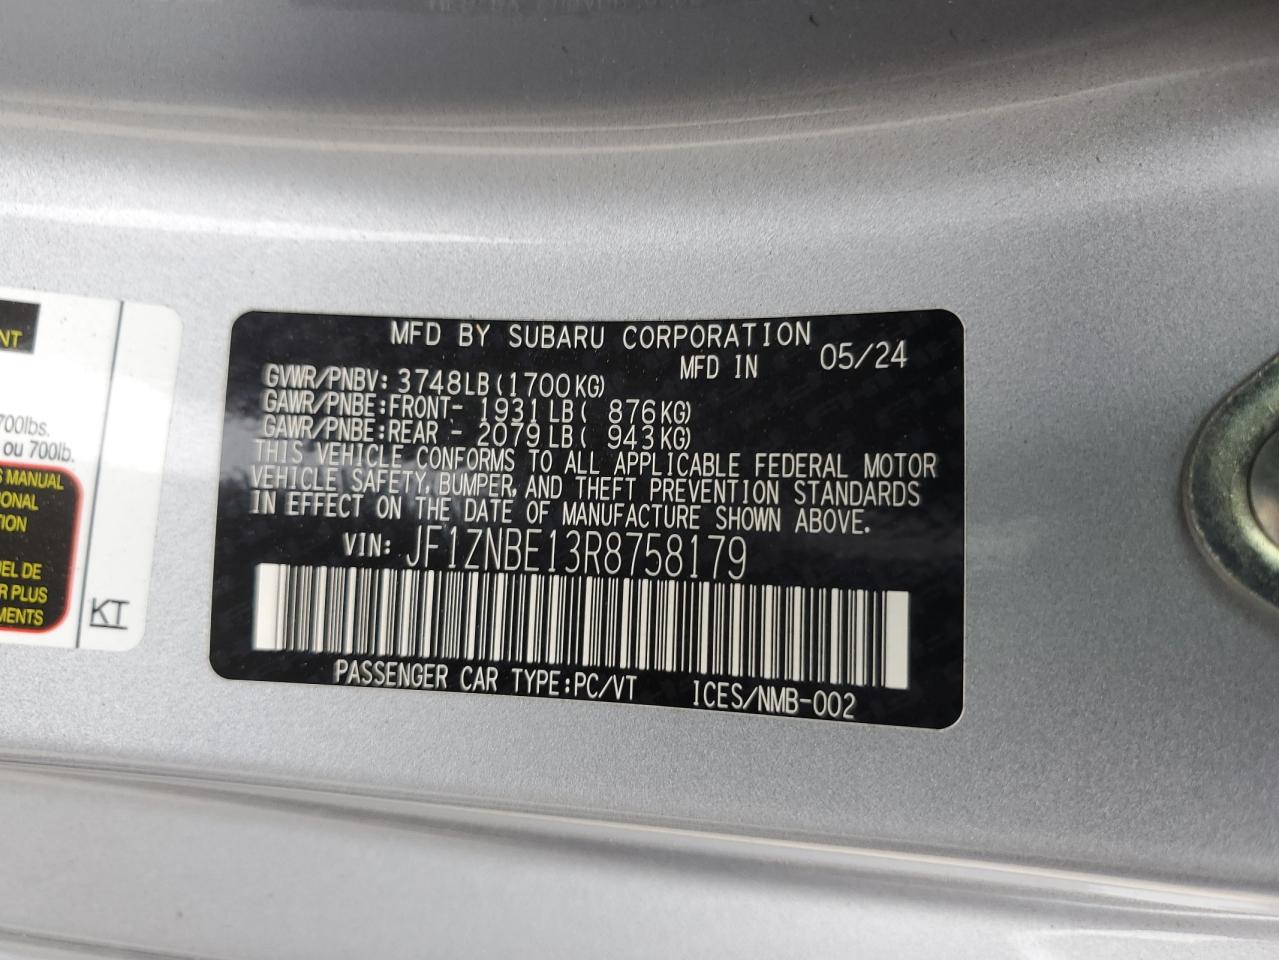 MFD BY SUBARU CORPORATION
MFD IN 05/24
GVWR/PNBV: 3748LB(1700KG)
GAWR/PNBE:FRONT- 1931LB( 876KG)
GAWR/PNBE:REAR - 2079LB( 943KG)
THIS VEHICLE CONFORMS TO ALL APPLICABLE FEDERAL MOTOR
VEHICLE SAFETY, BUMPER, AND THEFT PREVENTION STANDARDS
IN EFFECT ON THE DATE OF MANUFACTURE SHOWN ABOVE.
VIN: JF1ZNBE13R8758179
PASSENGER CAR TYPE:PC/VT ICES/NMB-002
NT
700lbs.
ou 700lb.
S MANUAL
IONAL
TION
EL DE
R PLUS
MENTS
KT